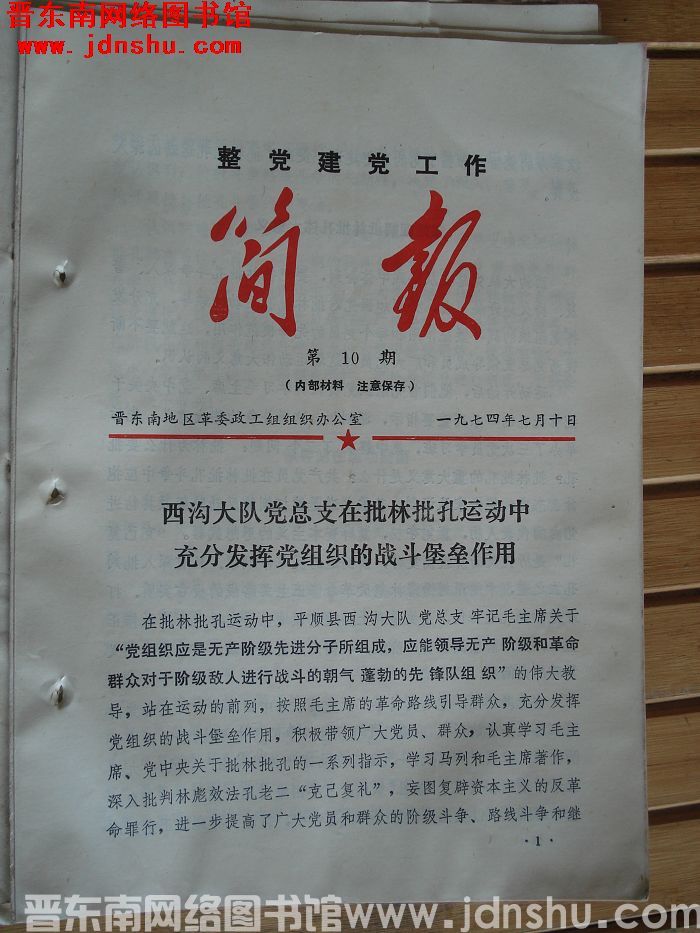 晋东南网络图书馆
www.jdnshu.com
整党建党工作
简报
第 10 期
(内部材料 注意保存)
晋东南地区革委政工组组织办公室 一九七四年七月十日
西沟大队党总支在批林批孔运动中
充分发挥党组织的战斗堡垒作用
在批林批孔运动中,平顺县西沟大队党总支牢记毛主席关于
“党组织应是无产阶级先进分子所组成,应能领导无产阶级和革命
群众对于阶级敌人进行战斗的朝气蓬勃的先锋队组织”的伟大教
导,站在运动的前列,按照毛主席的革命路线引导群众,充分发挥
党组织的战斗堡垒作用,积极带领广大党员、群众,认真学习毛主
席、党中央关于批林批孔的一系列指示,学习马列和毛主席著作,
深入批判林彪效法孔老二“克己复礼”,妄图复辟资本主义的反革
命罪行,进一步提高了广大党员和群众的阶级斗争、路线斗争和继
·1·
晋东南网络图书馆www.jdnshu.com